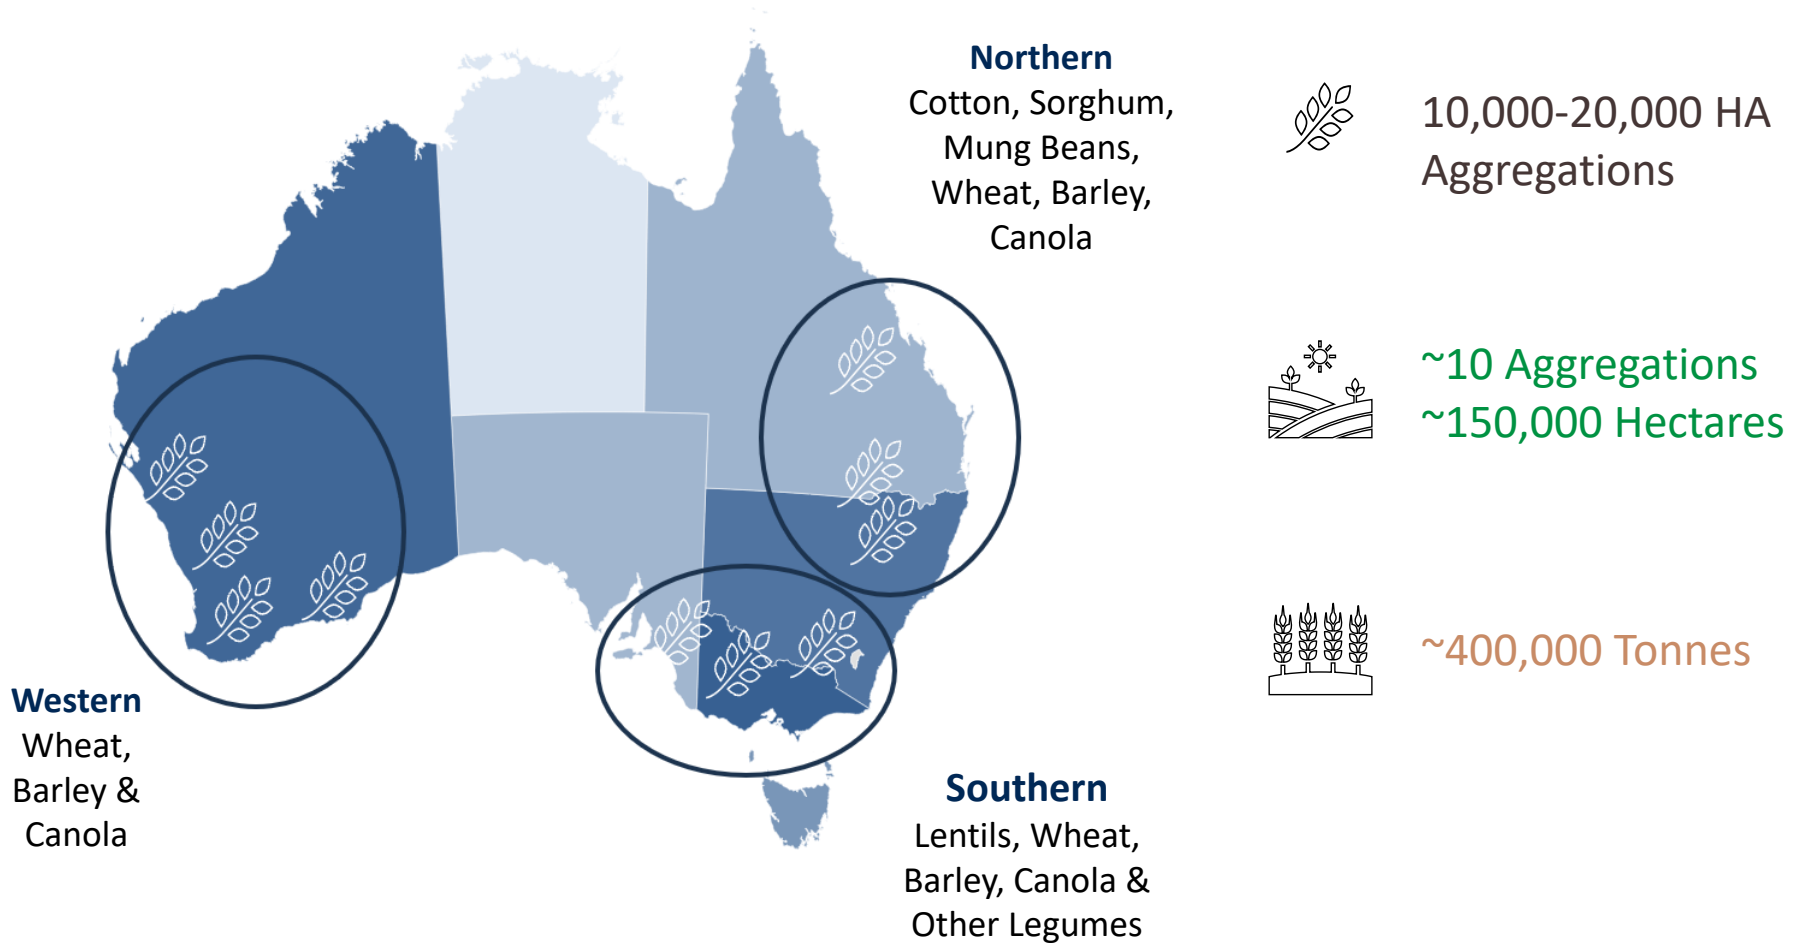 Northern
Cotton, Sorghum,
Mung Beans,
Wheat, Barley,
Canola
10,000-20,000 HA
Aggregations
~10 Aggregations
~150,000 Hectares
~400,000 Tonnes
Western
Wheat,
Barley &
Canola
Southern
Lentils, Wheat,
Barley, Canola &
Other Legumes